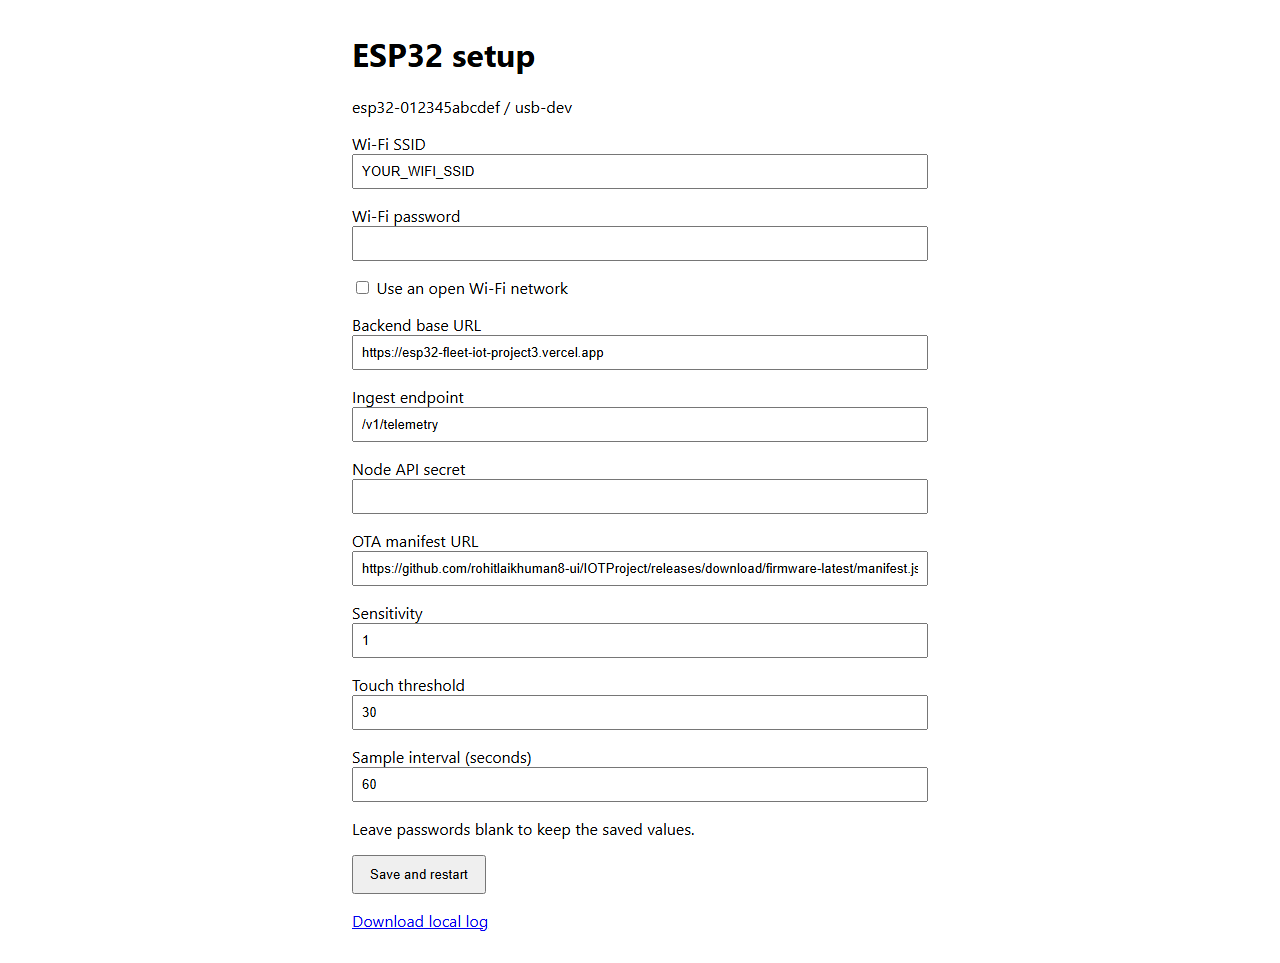 ESP32 setup
esp32-012345abcdef / usb-dev
Wi-Fi SSID
YOUR_WIFI_SSID
Wi-Fi password
Use an open Wi-Fi network
Backend base URL
https://esp32-fleet-iot-project3.vercel.app
Ingest endpoint
/v1/telemetry
Node API secret
OTA manifest URL
https://github.com/rohitlaikhuman8-ui/IOTProject/releases/download/firmware-latest/manifest.js
Sensitivity
1
Touch threshold
30
Sample interval (seconds)
60
Leave passwords blank to keep the saved values.
Save and restart
Download local log